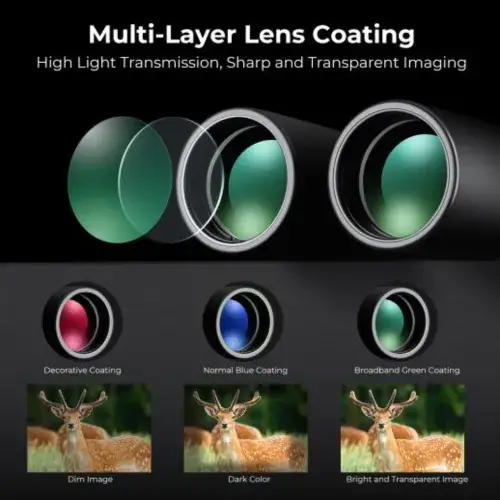 Multi-Layer Lens Coating
High Light Transmission, Sharp and Transparent Imaging
Decorative Coating
Normal Blue Coating
Broadband Green Coating
Dim Image
Dark Color
Bright and Transparent Image